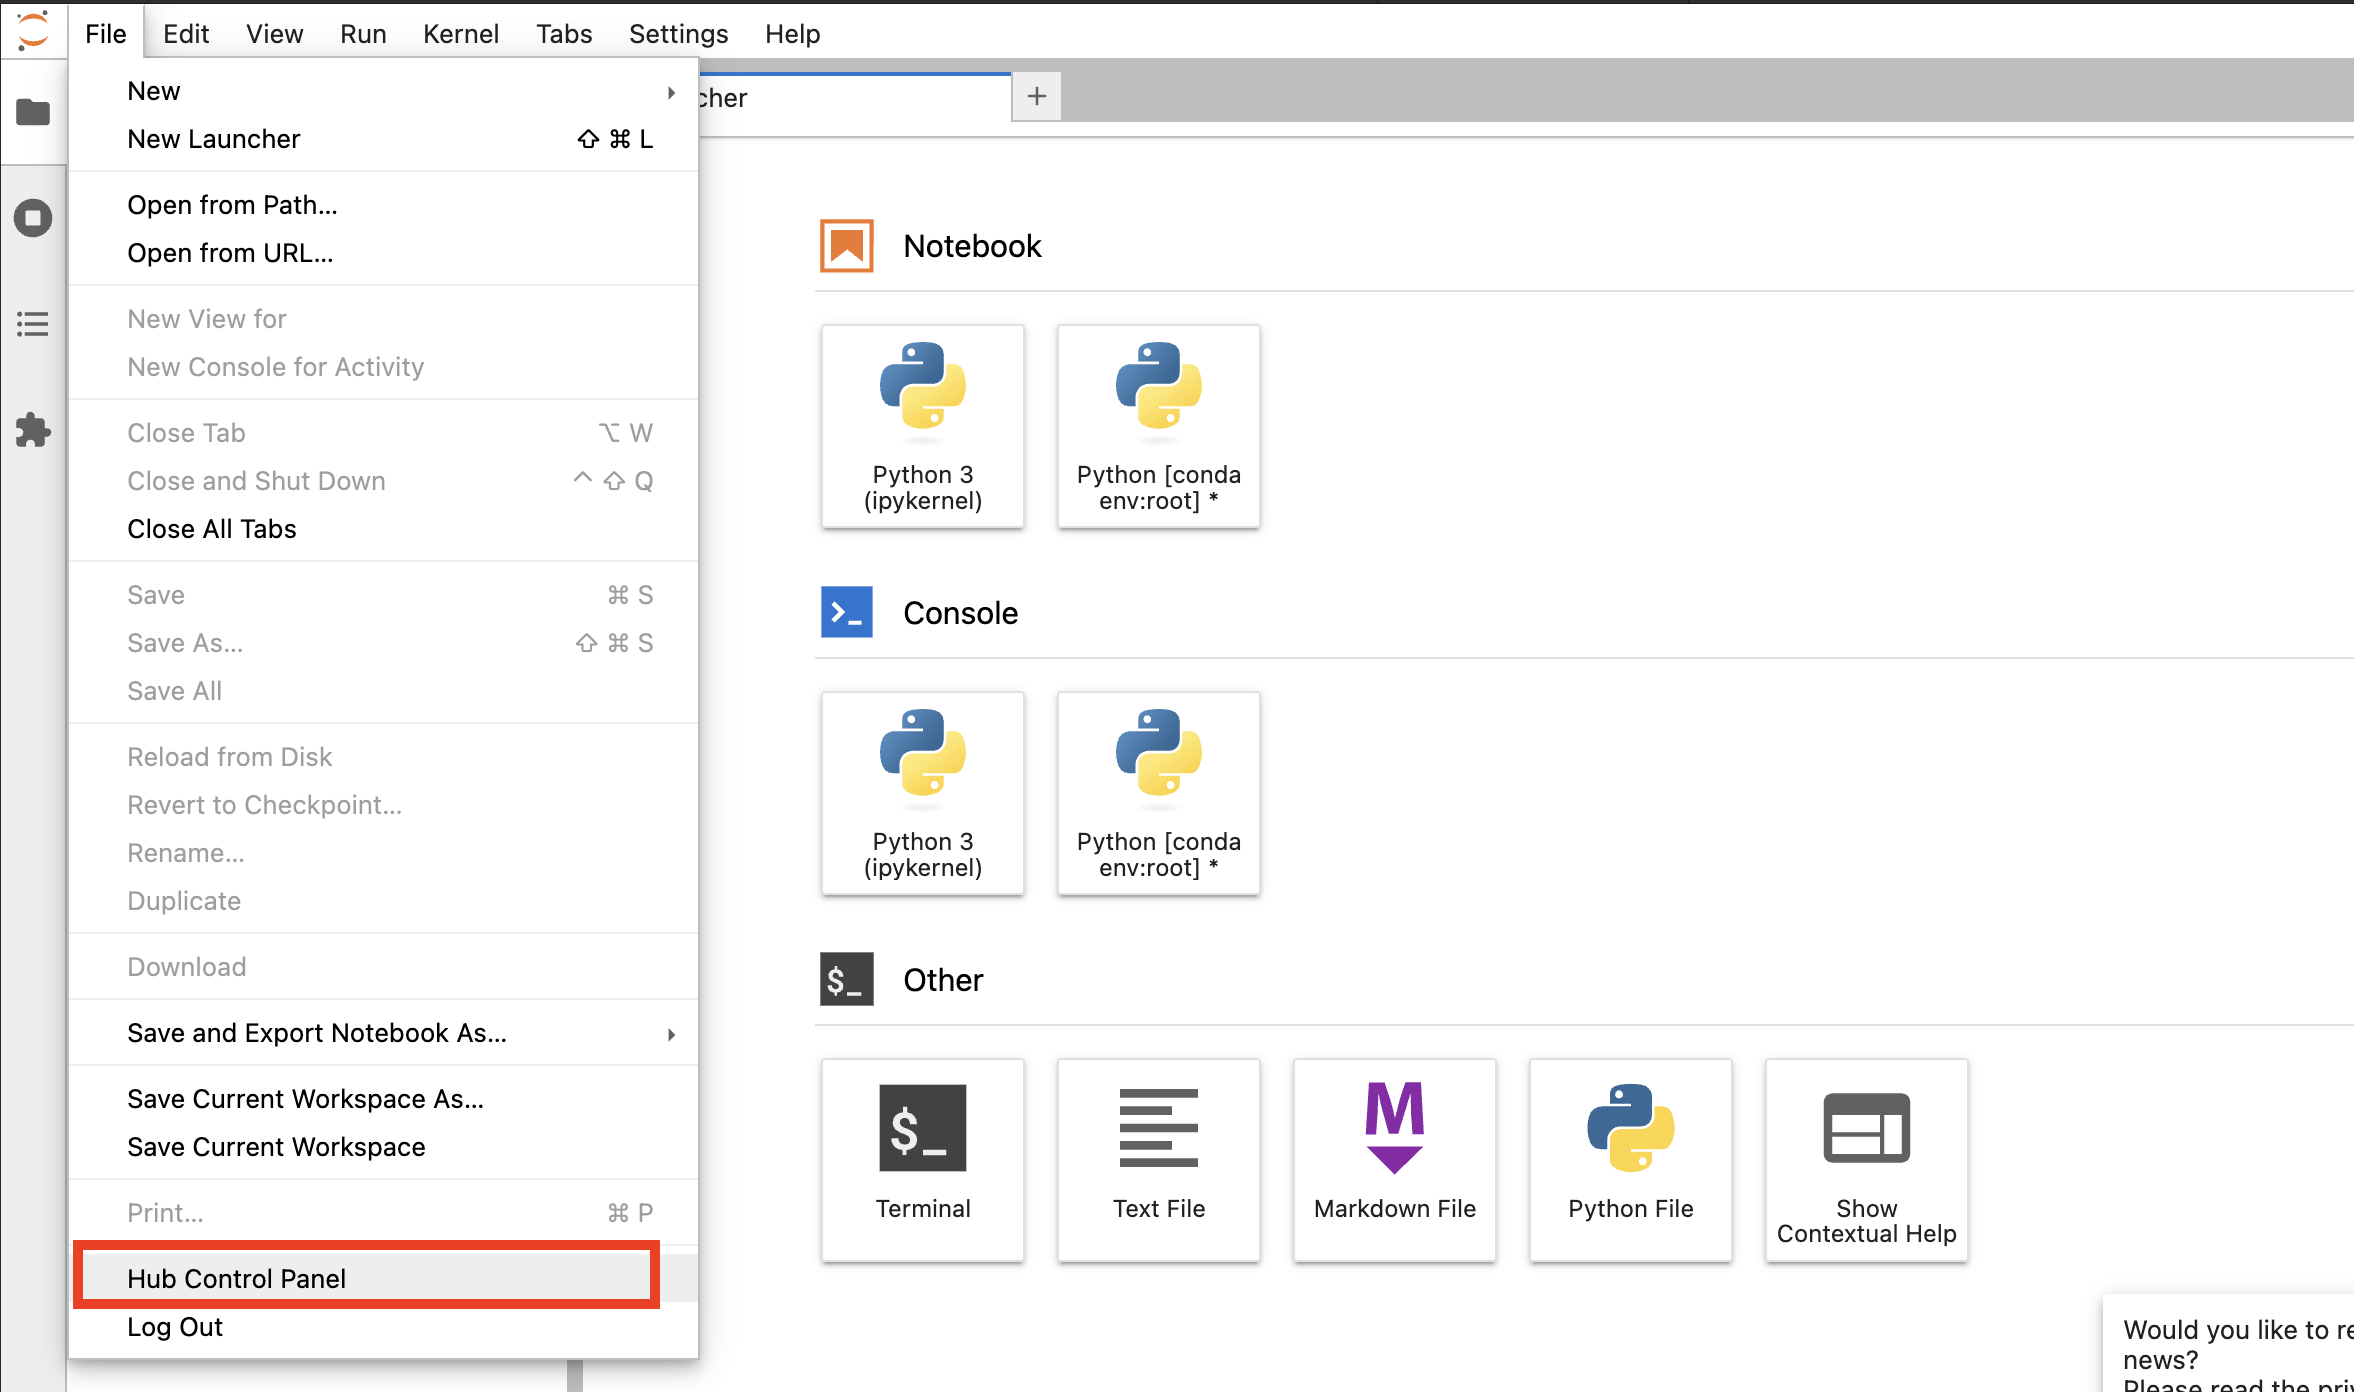 File Edit View Run Kernel Tabs Settings Help
New
New Launcher ⇧ ⌘ L
Open from Path...
Open from URL...
New View for
New Console for Activity
Close Tab ⌥ W
Close and Shut Down ^ ⇧ Q
Close All Tabs
Save ⌘ S
Save As... ⇧ ⌘ S
Save All
Reload from Disk
Revert to Checkpoint...
Rename...
Duplicate
Download
Save and Export Notebook As...
Save Current Workspace As...
Save Current Workspace
Print... ⌘ P
Hub Control Panel
Log Out
cher +
Notebook
Python 3
(ipykernel)
Python [conda
env:root] *
Console
Python 3
(ipykernel)
Python [conda
env:root] *
$_ Other
$_
Terminal
Text File
M
Markdown File
Python File
Show
Contextual Help
Would you like to re
news?
Please read the pri